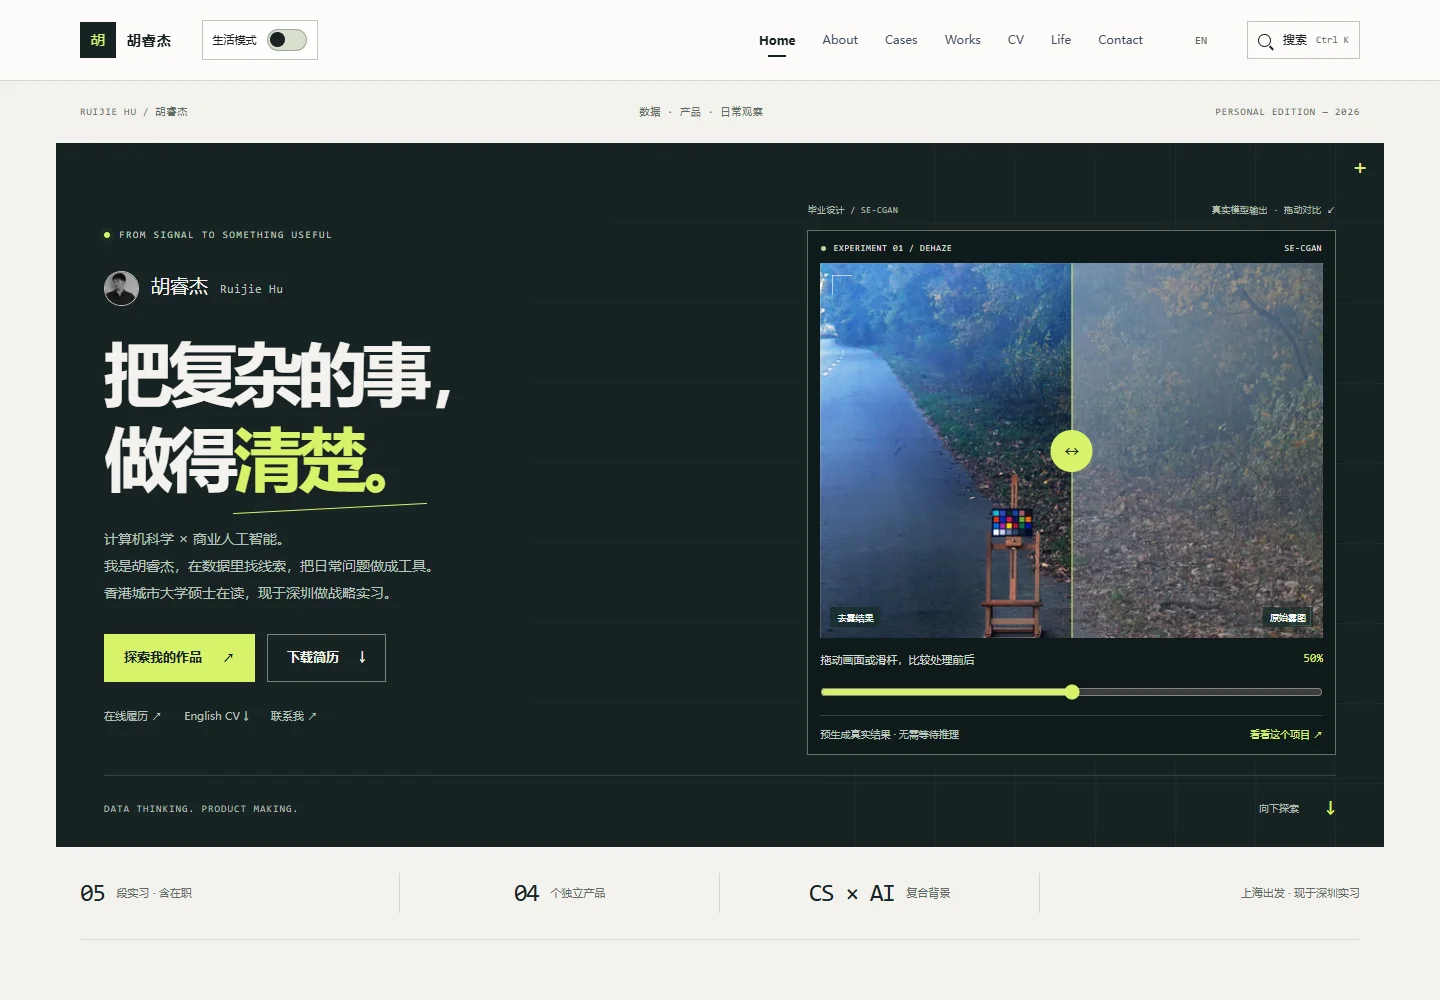 胡 胡睿杰 生活模式 Home About Cases Works CV Life Contact EN 搜索 Ctrl K
RUIJIE HU / 胡睿杰 数据 · 产品 · 日常观察 PERSONAL EDITION — 2026
+
FROM SIGNAL TO SOMETHING USEFUL
胡睿杰 Ruijie Hu
把复杂的事，
做得清楚。
计算机科学 × 商业人工智能。
我是胡睿杰，在数据里找线索，把日常问题做成工具。
香港城市大学硕士在读，现于深圳做战略实习。
探索我的作品 ↗ 下载简历 ↓
在线履历 ↗ English CV ↓ 联系我 ↗
毕业设计 / SE-CGAN 真实模型输出 · 拖动对比 ↙
EXPERIMENT 01 / DEHAZE SE-CGAN
↔
去雾结果 原始雾图
拖动画面或滑杆，比较处理前后 50%
预生成真实结果 · 无需等待推理 看看这个项目 ↗
DATA THINKING. PRODUCT MAKING. 向下探索 ↓
05 段实习 · 含在职 04 个独立产品 CS × AI 复合背景 上海出发 · 现于深圳实习